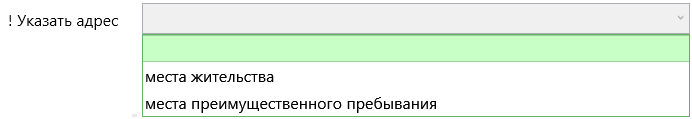 ! Указать адрес
места жительства
места преимущественного пребывания